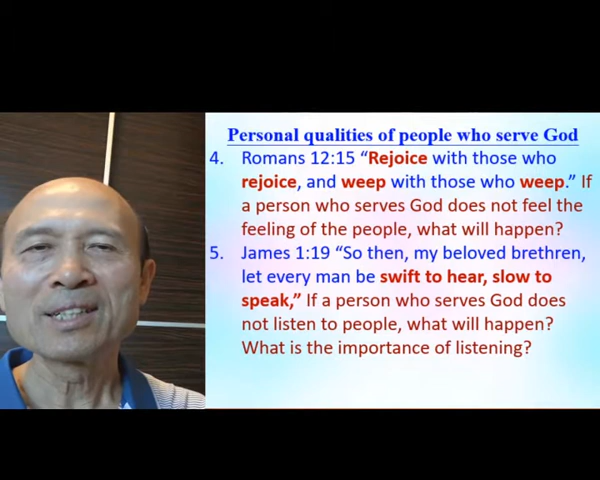 Personal qualities of people who serve God
4. Romans 12:15 “Rejoice with those who
rejoice, and weep with those who weep.” If
a person who serves God does not feel the
feeling of the people, what will happen?
5. James 1:19 “So then, my beloved brethren,
let every man be swift to hear, slow to
speak,” If a person who serves God does
not listen to people, what will happen?
What is the importance of listening?